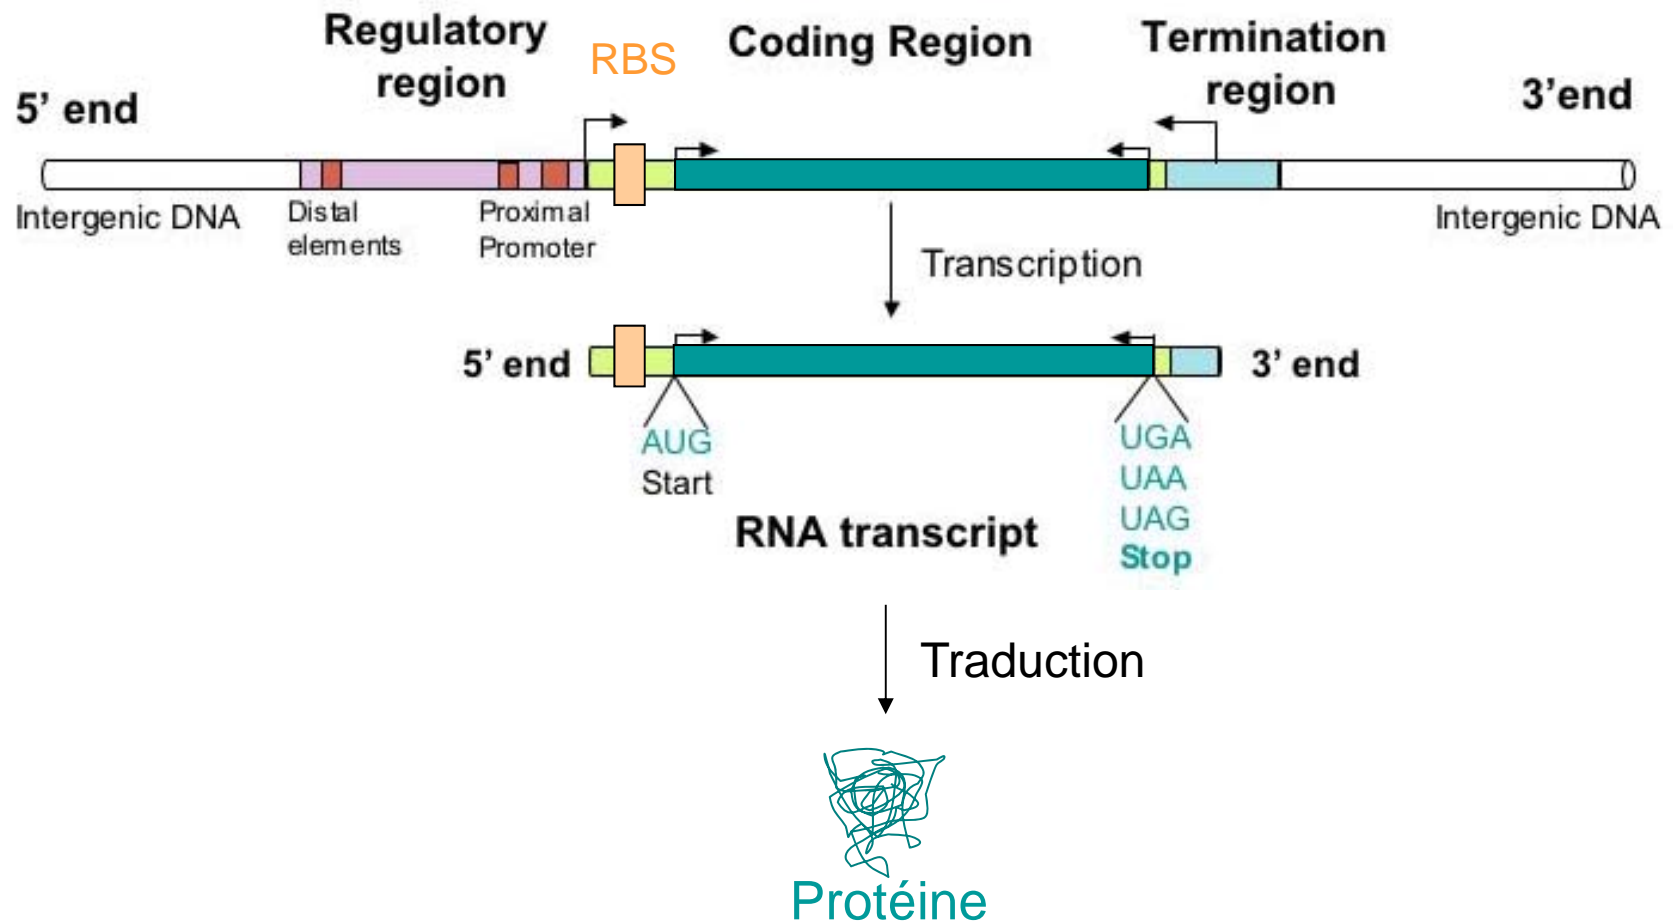 Regulatory
region
RBS
Coding Region
Termination
region
5’ end
3’end
Intergenic DNA
Distal
elements
Proximal
Promoter
Intergenic DNA
Transcription
5’ end
3’ end
AUG
Start
UGA
UAA
UAG
Stop
RNA transcript
Traduction
Protéine